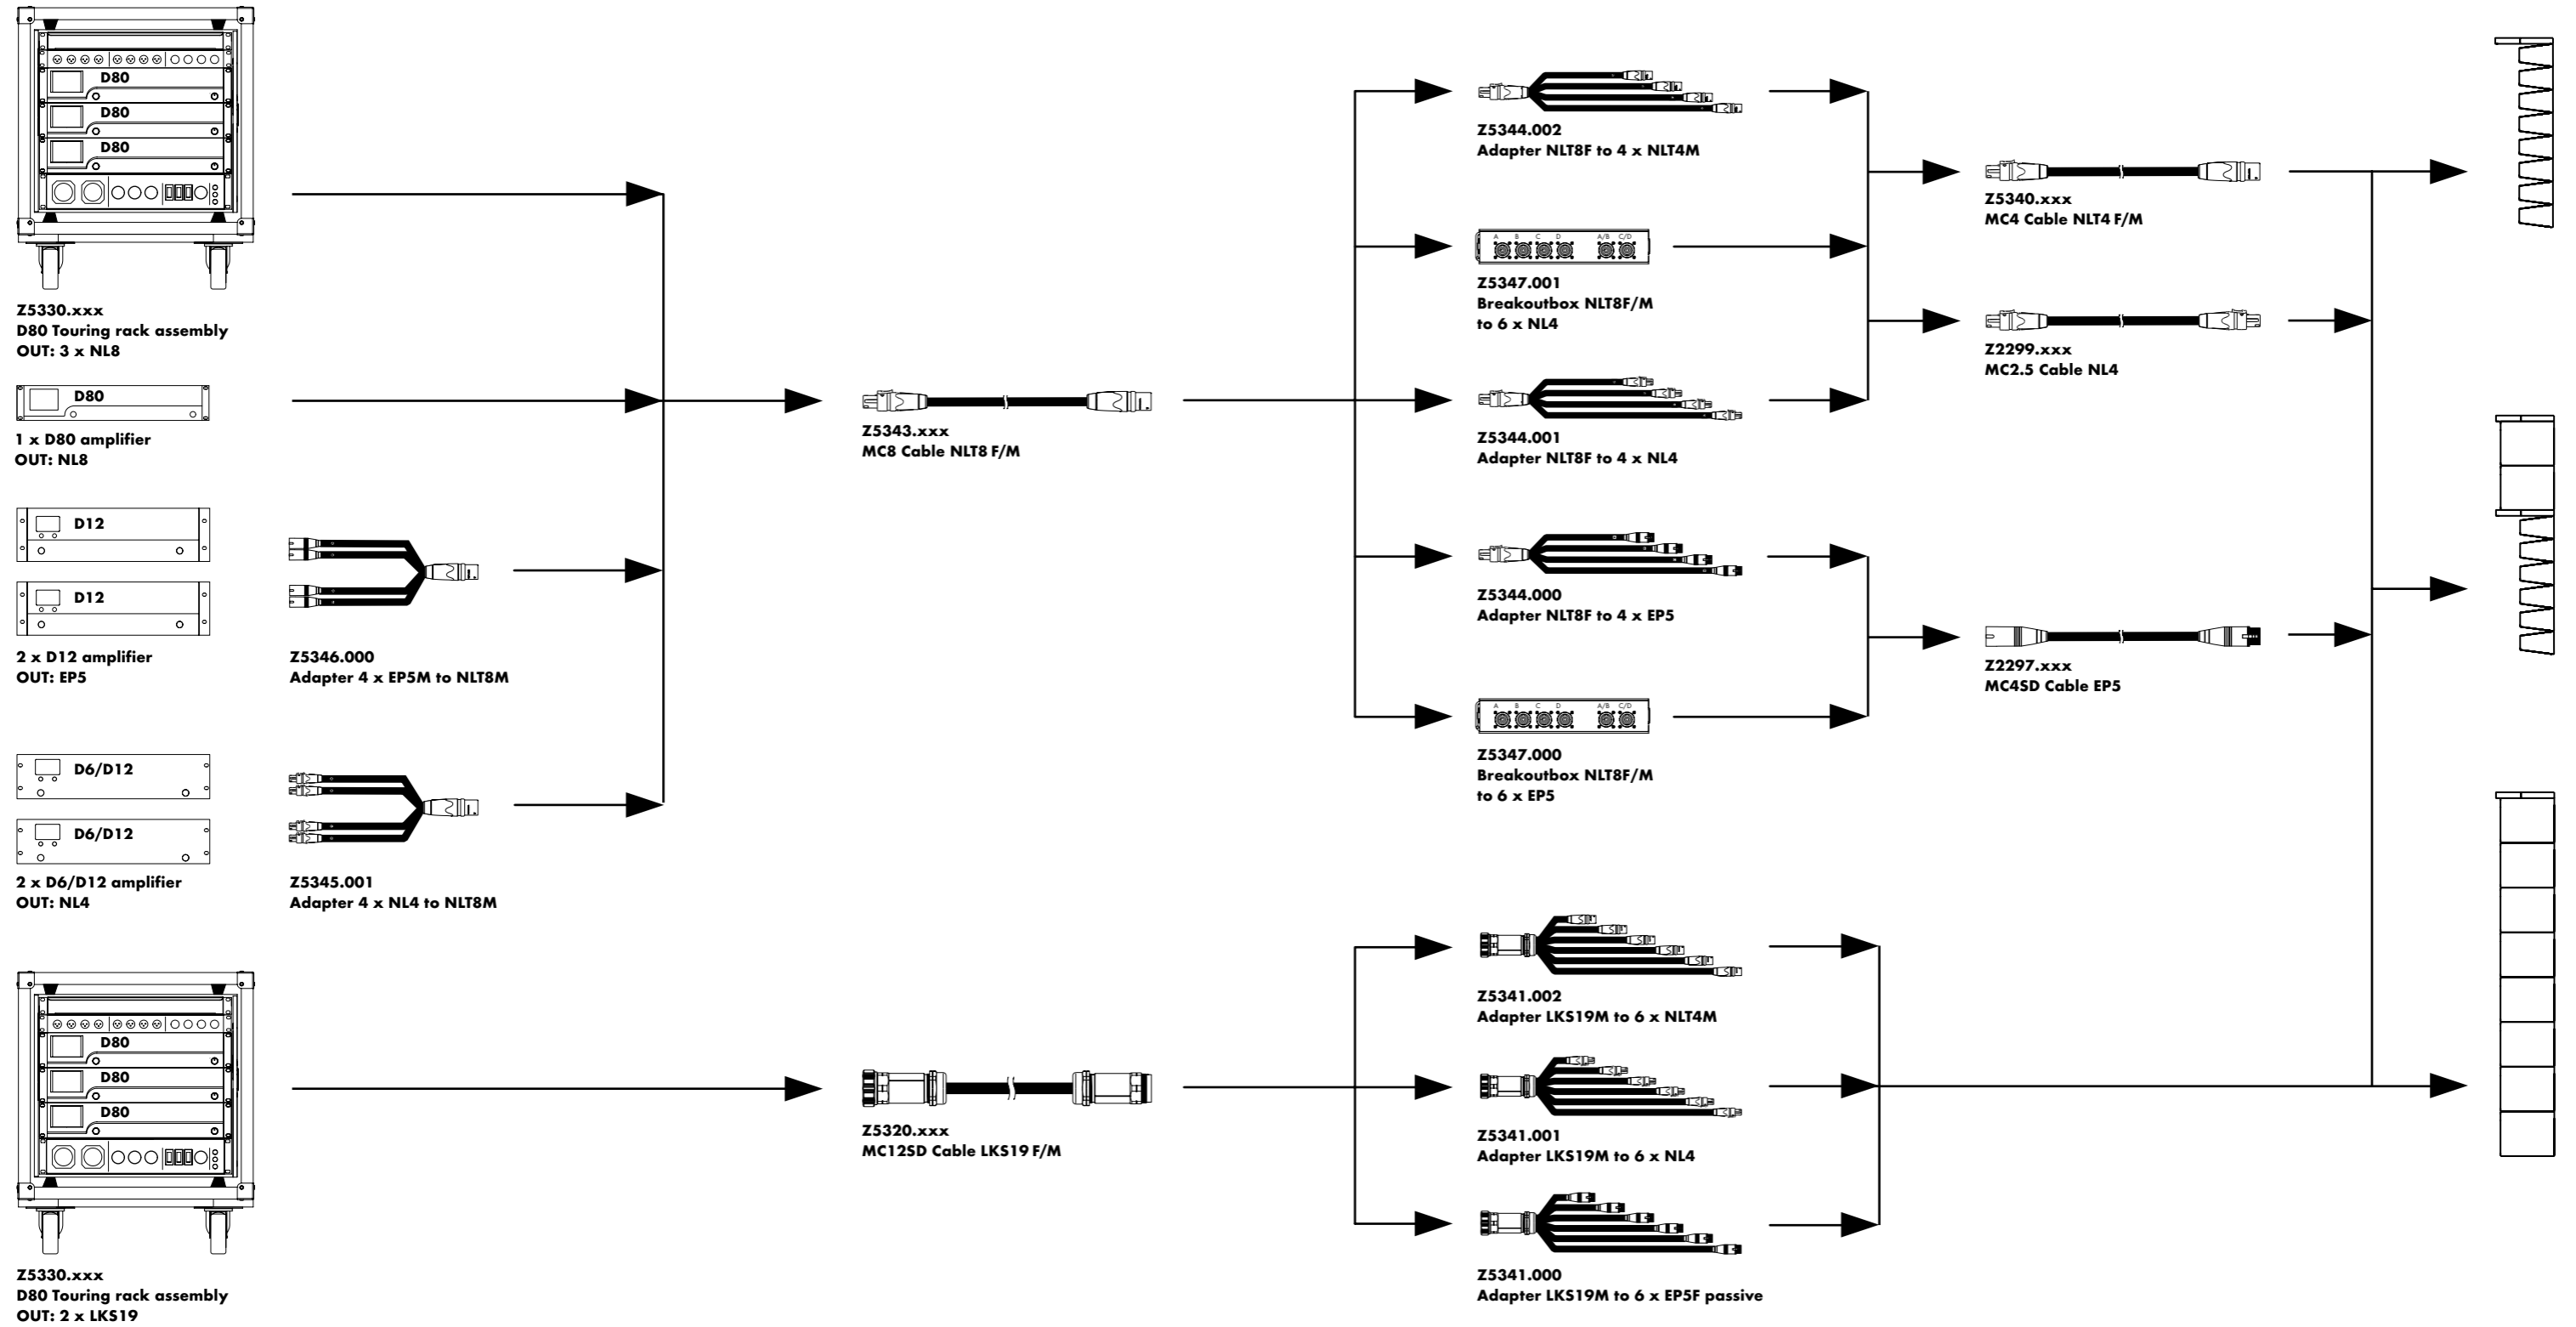 D80
D80
D80
Z5330.xxx
D80 Touring rack assembly
OUT: 3 x NL8
D80
1 x D80 amplifier
OUT: NL8
D12
D12
2 x D12 amplifier
OUT: EP5
Z5346.000
Adapter 4 x EP5M to NLT8M
D6/D12
D6/D12
2 x D6/D12 amplifier
OUT: NL4
Z5345.001
Adapter 4 x NL4 to NLT8M
D80
D80
D80
Z5330.xxx
D80 Touring rack assembly
OUT: 2 x LKS19
Z5343.xxx
MC8 Cable NLT8 F/M
Z5320.xxx
MC12SD Cable LKS19 F/M
Z5344.002
Adapter NLT8F to 4 x NLT4M
A B C D A/B C/D
Z5347.001
Breakoutbox NLT8F/M
to 6 x NL4
Z5344.001
Adapter NLT8F to 4 x NL4
Z5344.000
Adapter NLT8F to 4 x EP5
A B C D A/B C/D
Z5347.000
Breakoutbox NLT8F/M
to 6 x EP5
Z5341.002
Adapter LKS19M to 6 x NLT4M
Z5341.001
Adapter LKS19M to 6 x NL4
Z5341.000
Adapter LKS19M to 6 x EP5F passive
Z5340.xxx
MC4 Cable NLT4 F/M
Z2299.xxx
MC2.5 Cable NL4
Z2297.xxx
MC4SD Cable EP5